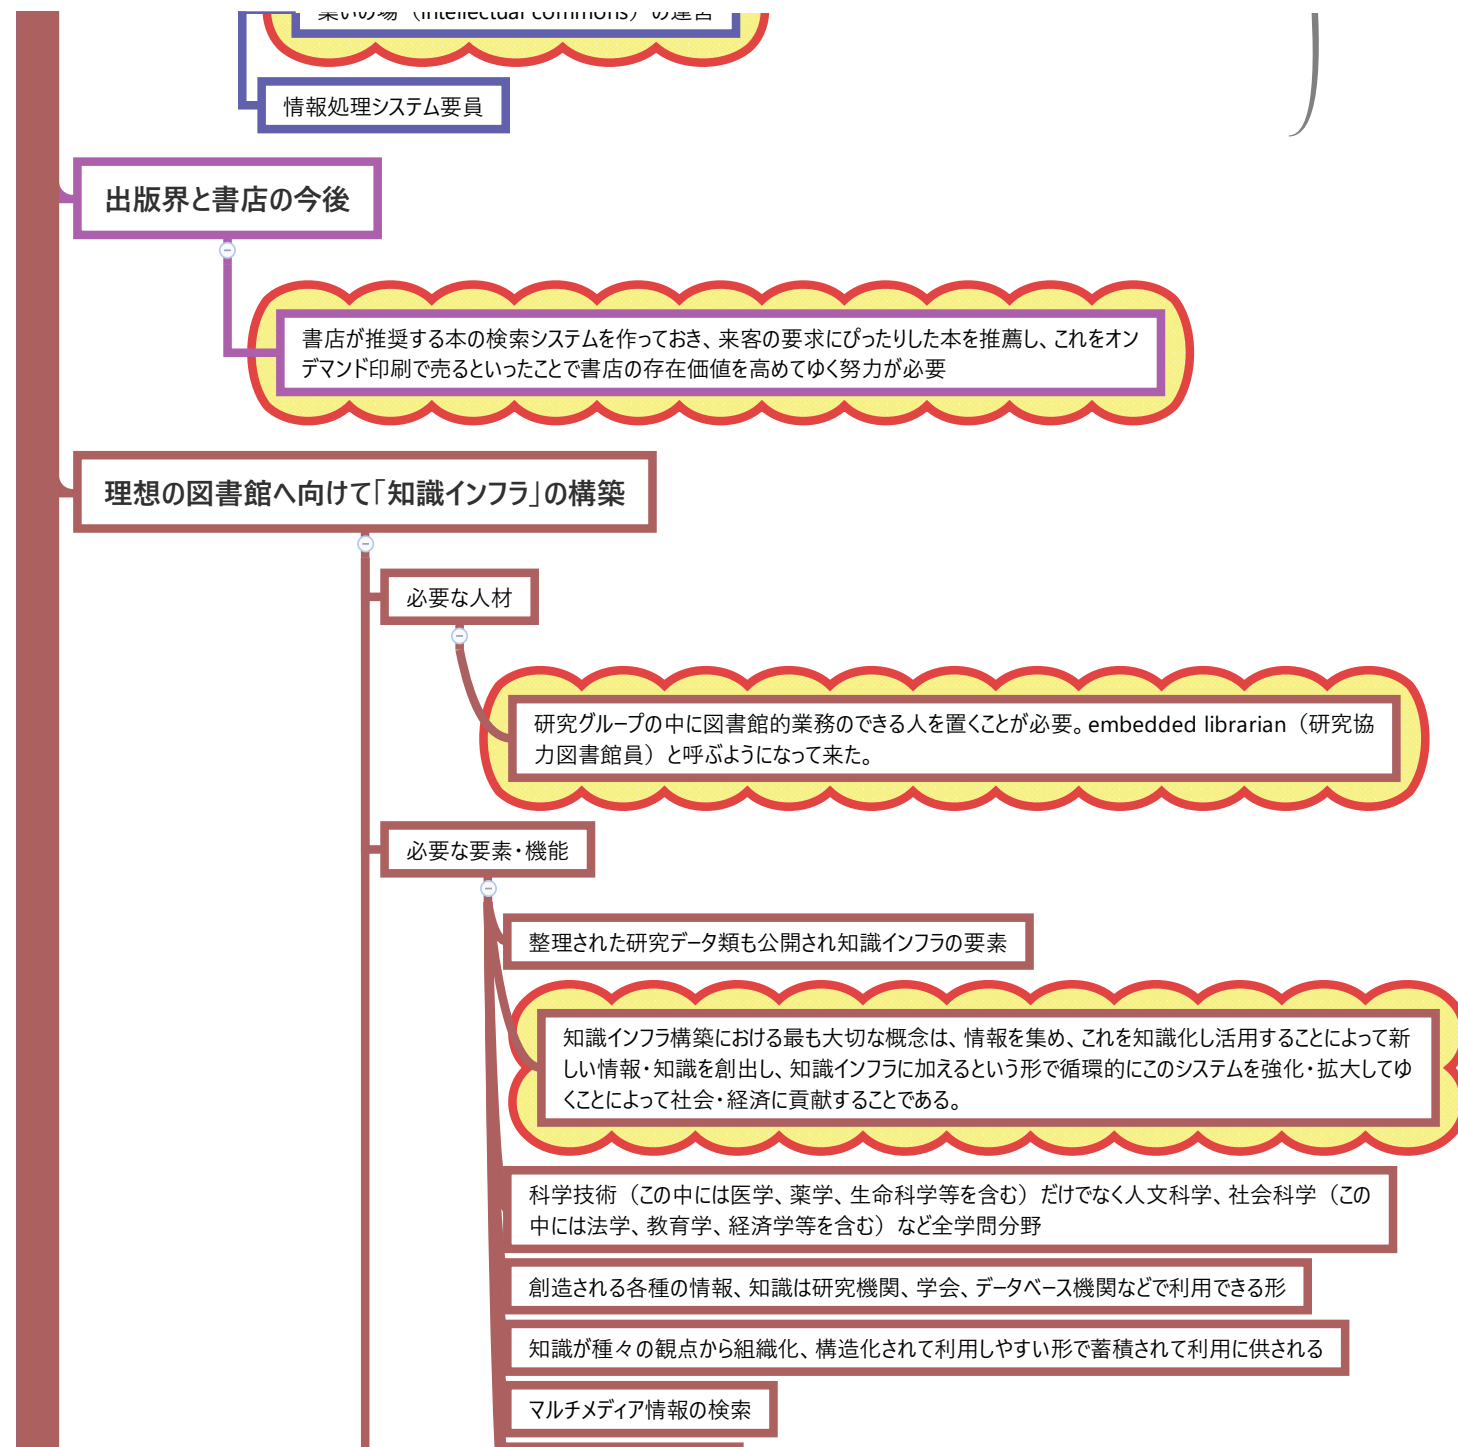 集いの場（intellectual commons）の運営
情報処理システム要員
出版界と書店の今後
書店が推奨する本の検索システムを作っておき、来客の要求にぴったりした本を推薦し、これをオン
デマンド印刷で売るといったことで書店の存在価値を高めてゆく努力が必要
理想の図書館へ向けて「知識インフラ」の構築
必要な人材
研究グループの中に図書館的業務のできる人を置くことが必要。embedded librarian（研究協
力図書館員）と呼ぶようになって来た。
必要な要素・機能
整理された研究データ類も公開され知識インフラの要素
知識インフラ構築における最も大切な概念は、情報を集め、これを知識化し活用することによって新
しい情報・知識を創出し、知識インフラに加えるという形で循環的にこのシステムを強化・拡大してゆ
くことによって社会・経済に貢献することである。
科学技術（この中には医学、薬学、生命科学等を含む）だけでなく人文科学、社会科学（この
中には法学、教育学、経済学等を含む）など全学問分野
創造される各種の情報、知識は研究機関、学会、データベース機関などで利用できる形
知識が種々の観点から組織化、構造化されて利用しやすい形で蓄積されて利用に供される
マルチメディア情報の検索